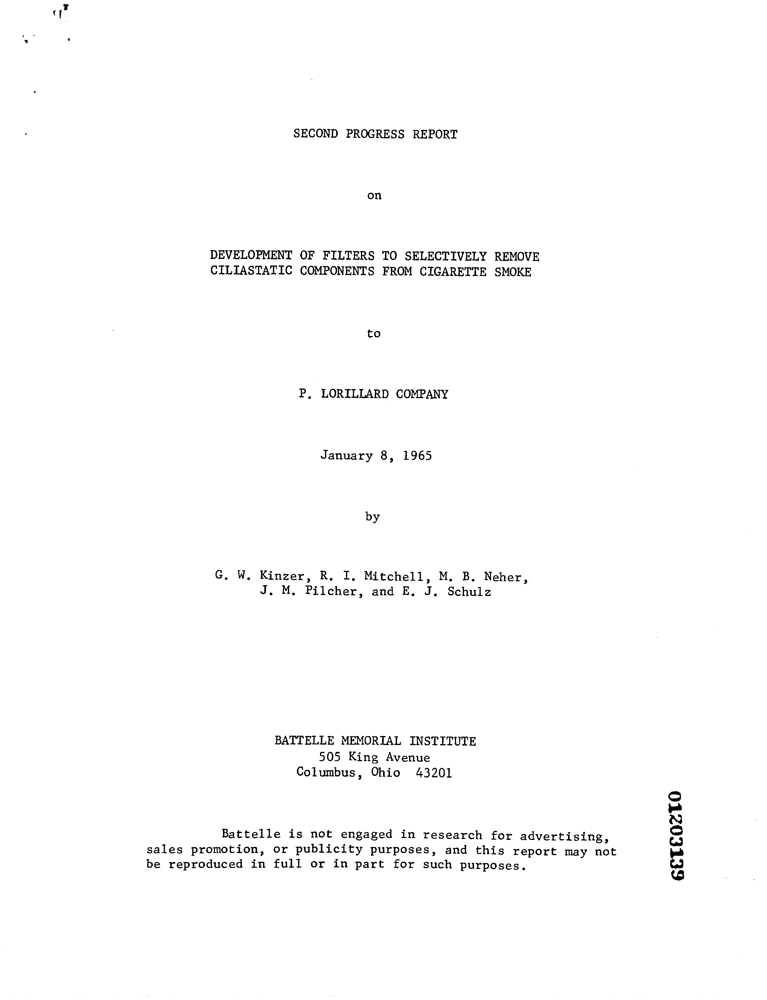 SECOND PROGRESS REPORT
on
DEVELOPMENT OF FILTERS TO SELECTIVELY REMOVE
CILIASTATIC COMPONENTS FROM CIGARETTE SMOKE
to
P. LORILLARD COMPANY
January 8, 1965
by
G. W. Kinzer, R. I. Mitchell, M. B. Neher,
J. M. Pilcher, and E. J. Schulz
BATTELLE MEMORIAL INSTITUTE
505 King Avenue
Columbus, Ohio 43201
Battelle is not engaged in research for advertising,
sales promotion, or publicity purposes, and this report may not
be reproduced in full or in part for such purposes.
01203139